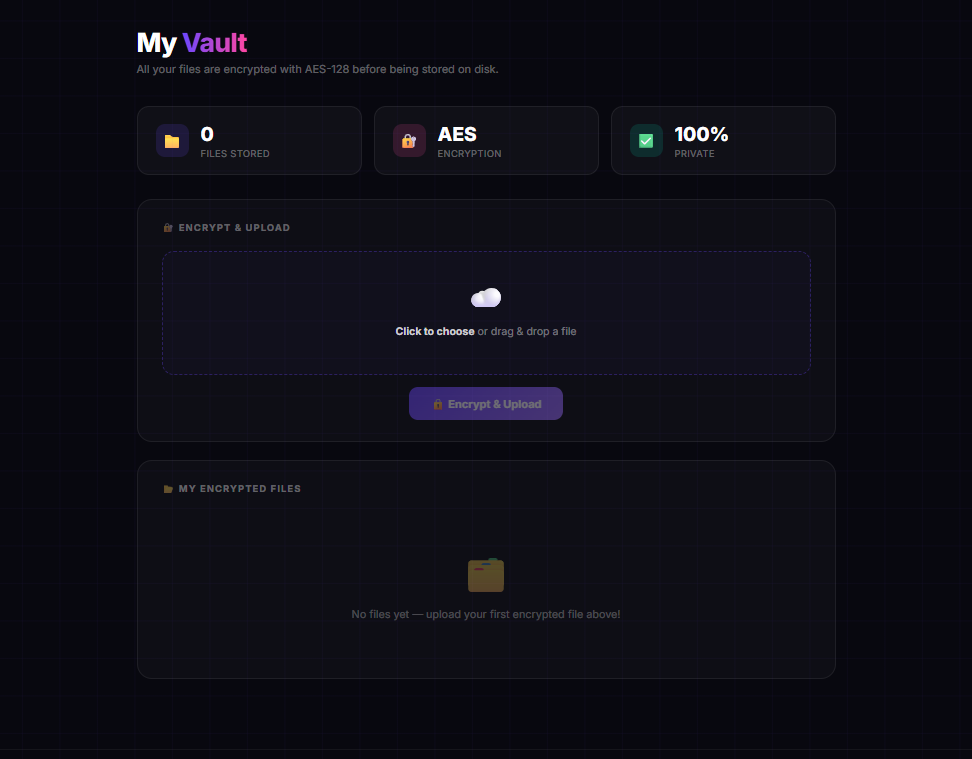 My Vault
All your files are encrypted with AES-128 before being stored on disk.
0
FILES STORED
AES
ENCRYPTION
100%
PRIVATE
ENCRYPT & UPLOAD
Click to choose or drag & drop a file
Encrypt & Upload
MY ENCRYPTED FILES
No files yet — upload your first encrypted file above!